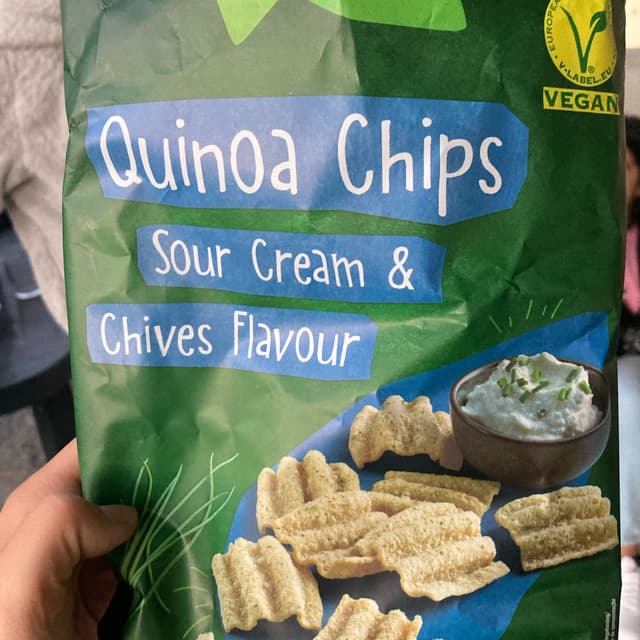 EUROPEAN
V-LABEL.EU
VEGAN
Quinoa Chips
Sour Cream &
Chives Flavour